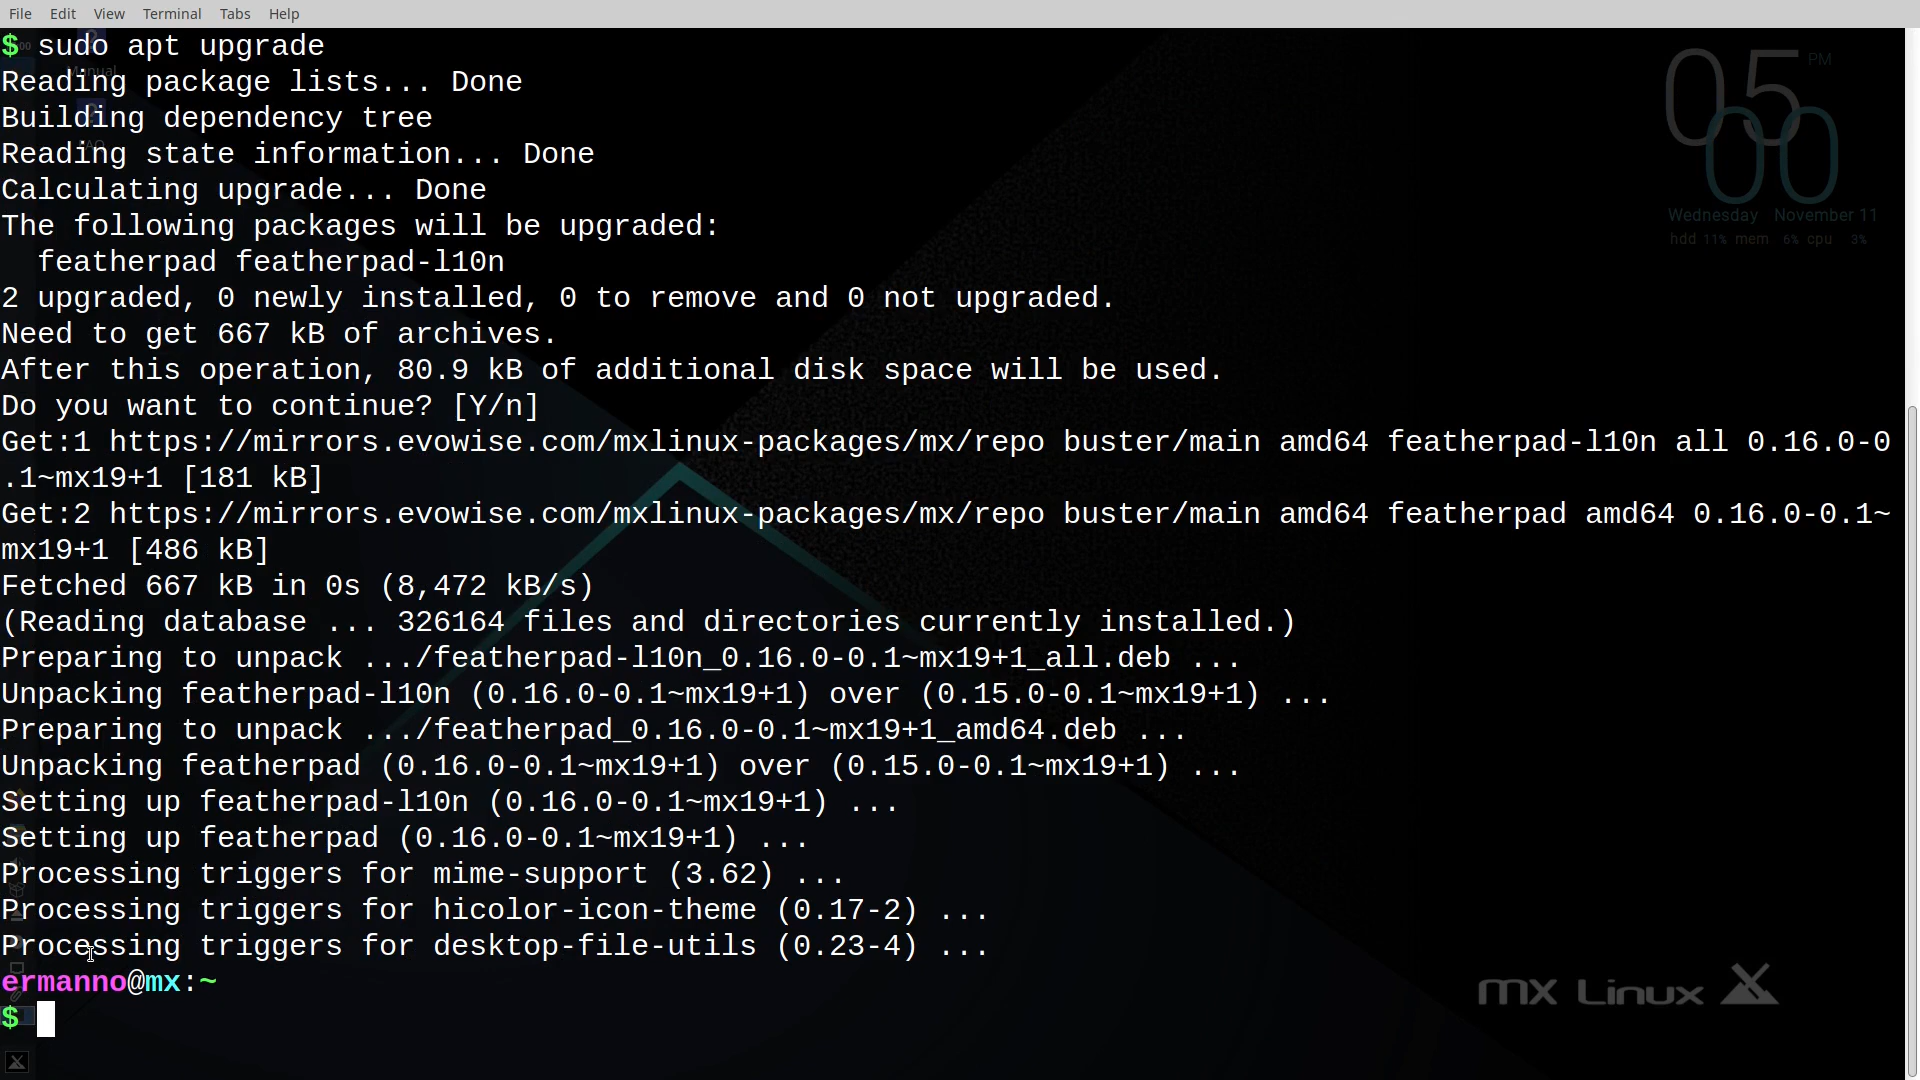 File Edit View Terminal Tabs Help
$ sudo apt upgrade
Reading package lists... Done
Building dependency tree
Reading state information... Done
Calculating upgrade... Done
The following packages will be upgraded:
  featherpad featherpad-l10n
2 upgraded, 0 newly installed, 0 to remove and 0 not upgraded.
Need to get 667 kB of archives.
After this operation, 80.9 kB of additional disk space will be used.
Do you want to continue? [Y/n]
Get:1 https://mirrors.evowise.com/mxlinux-packages/mx/repo buster/main amd64 featherpad-l10n all 0.16.0-0
.1~mx19+1 [181 kB]
Get:2 https://mirrors.evowise.com/mxlinux-packages/mx/repo buster/main amd64 featherpad amd64 0.16.0-0.1~
mx19+1 [486 kB]
Fetched 667 kB in 0s (8,472 kB/s)
(Reading database ... 326164 files and directories currently installed.)
Preparing to unpack .../featherpad-l10n_0.16.0-0.1~mx19+1_all.deb ...
Unpacking featherpad-l10n (0.16.0-0.1~mx19+1) over (0.15.0-0.1~mx19+1) ...
Preparing to unpack .../featherpad_0.16.0-0.1~mx19+1_amd64.deb ...
Unpacking featherpad (0.16.0-0.1~mx19+1) over (0.15.0-0.1~mx19+1) ...
Setting up featherpad-l10n (0.16.0-0.1~mx19+1) ...
Setting up featherpad (0.16.0-0.1~mx19+1) ...
Processing triggers for mime-support (3.62) ...
Processing triggers for hicolor-icon-theme (0.17-2) ...
Processing triggers for desktop-file-utils (0.23-4) ...
ermanno@mx:~
$
Manual
FAQ
05 PM
00
Wednesday November 11
hdd 11% mem 6% cpu 3%
mx Linux